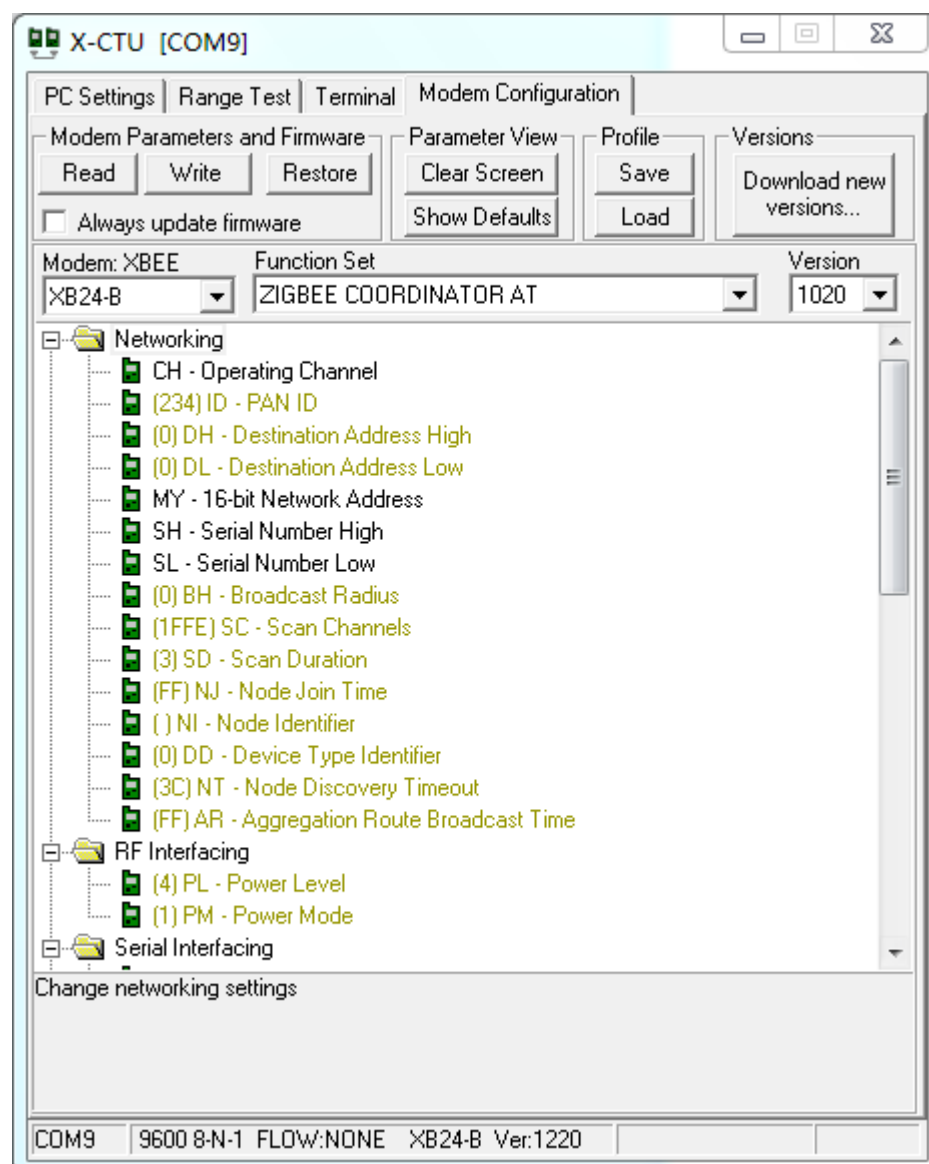 X-CTU [COM9]
PC Settings Range Test Terminal Modem Configuration
Modem Parameters and Firmware Parameter View Profile Versions
Read Write Restore Clear Screen Save Download new versions...
Always update firmware Show Defaults Load
Modem: XBEE Function Set Version
XB24-B ZIGBEE COORDINATOR AT 1020
Networking
CH - Operating Channel
(234) ID - PAN ID
(0) DH - Destination Address High
(0) DL - Destination Address Low
MY - 16-bit Network Address
SH - Serial Number High
SL - Serial Number Low
(0) BH - Broadcast Radius
(1FFE) SC - Scan Channels
(3) SD - Scan Duration
(FF) NJ - Node Join Time
( ) NI - Node Identifier
(0) DD - Device Type Identifier
(3C) NT - Node Discovery Timeout
(FF) AR - Aggregation Route Broadcast Time
RF Interfacing
(4) PL - Power Level
(1) PM - Power Mode
Serial Interfacing
Change networking settings
COM9 9600 8-N-1 FLOW:NONE XB24-B Ver:1220